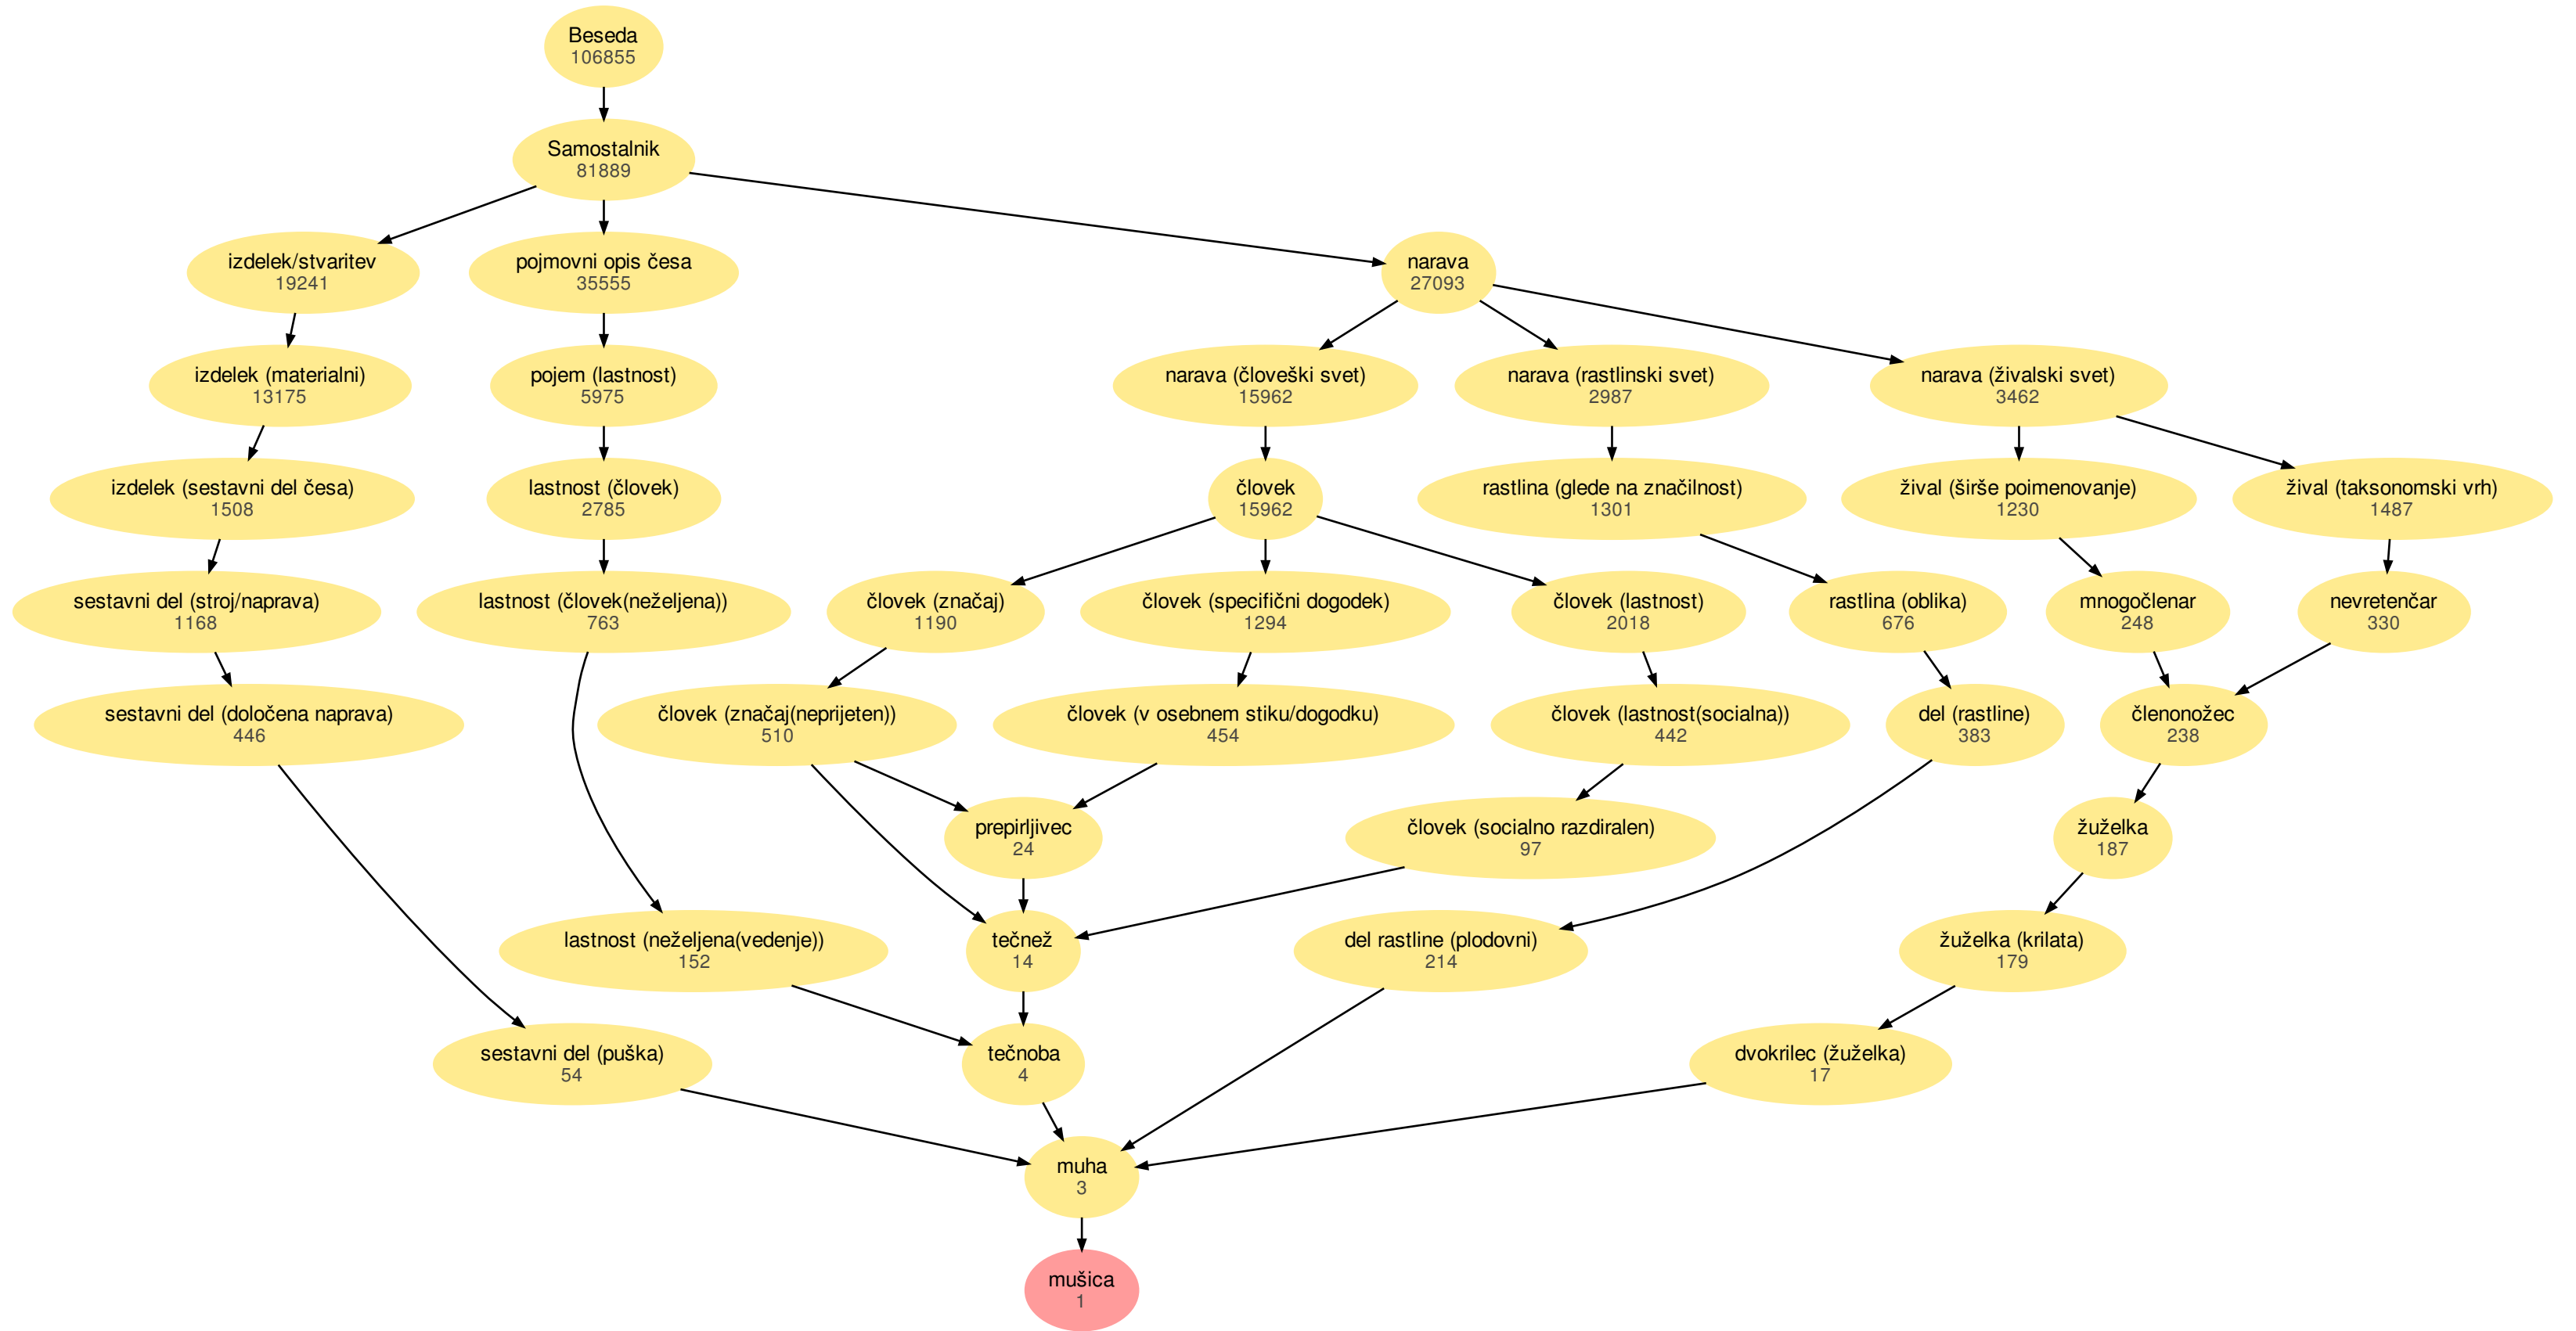 Beseda
106855
Samostalnik
81889
izdelek/stvaritev
19241
pojmovni opis česa
35555
narava
27093
izdelek (materialni)
13175
pojem (lastnost)
5975
narava (človeški svet)
15962
narava (rastlinski svet)
2987
narava (živalski svet)
3462
izdelek (sestavni del česa)
1508
lastnost (človek)
2785
človek
15962
rastlina (glede na značilnost)
1301
žival (širše poimenovanje)
1230
žival (taksonomski vrh)
1487
sestavni del (stroj/naprava)
1168
lastnost (človek(neželjena))
763
človek (značaj)
1190
človek (specifični dogodek)
1294
človek (lastnost)
2018
rastlina (oblika)
676
mnogočlenar
248
nevretenčar
330
sestavni del (določena naprava)
446
človek (značaj(neprijeten))
510
človek (v osebnem stiku/dogodku)
454
človek (lastnost(socialna))
442
del (rastline)
383
členonožec
238
prepirljivec
24
človek (socialno razdiralen)
97
žuželka
187
lastnost (neželjena(vedenje))
152
tečnež
14
del rastline (plodovni)
214
žuželka (krilata)
179
sestavni del (puška)
54
tečnoba
4
dvokrilec (žuželka)
17
muha
3
mušica
1